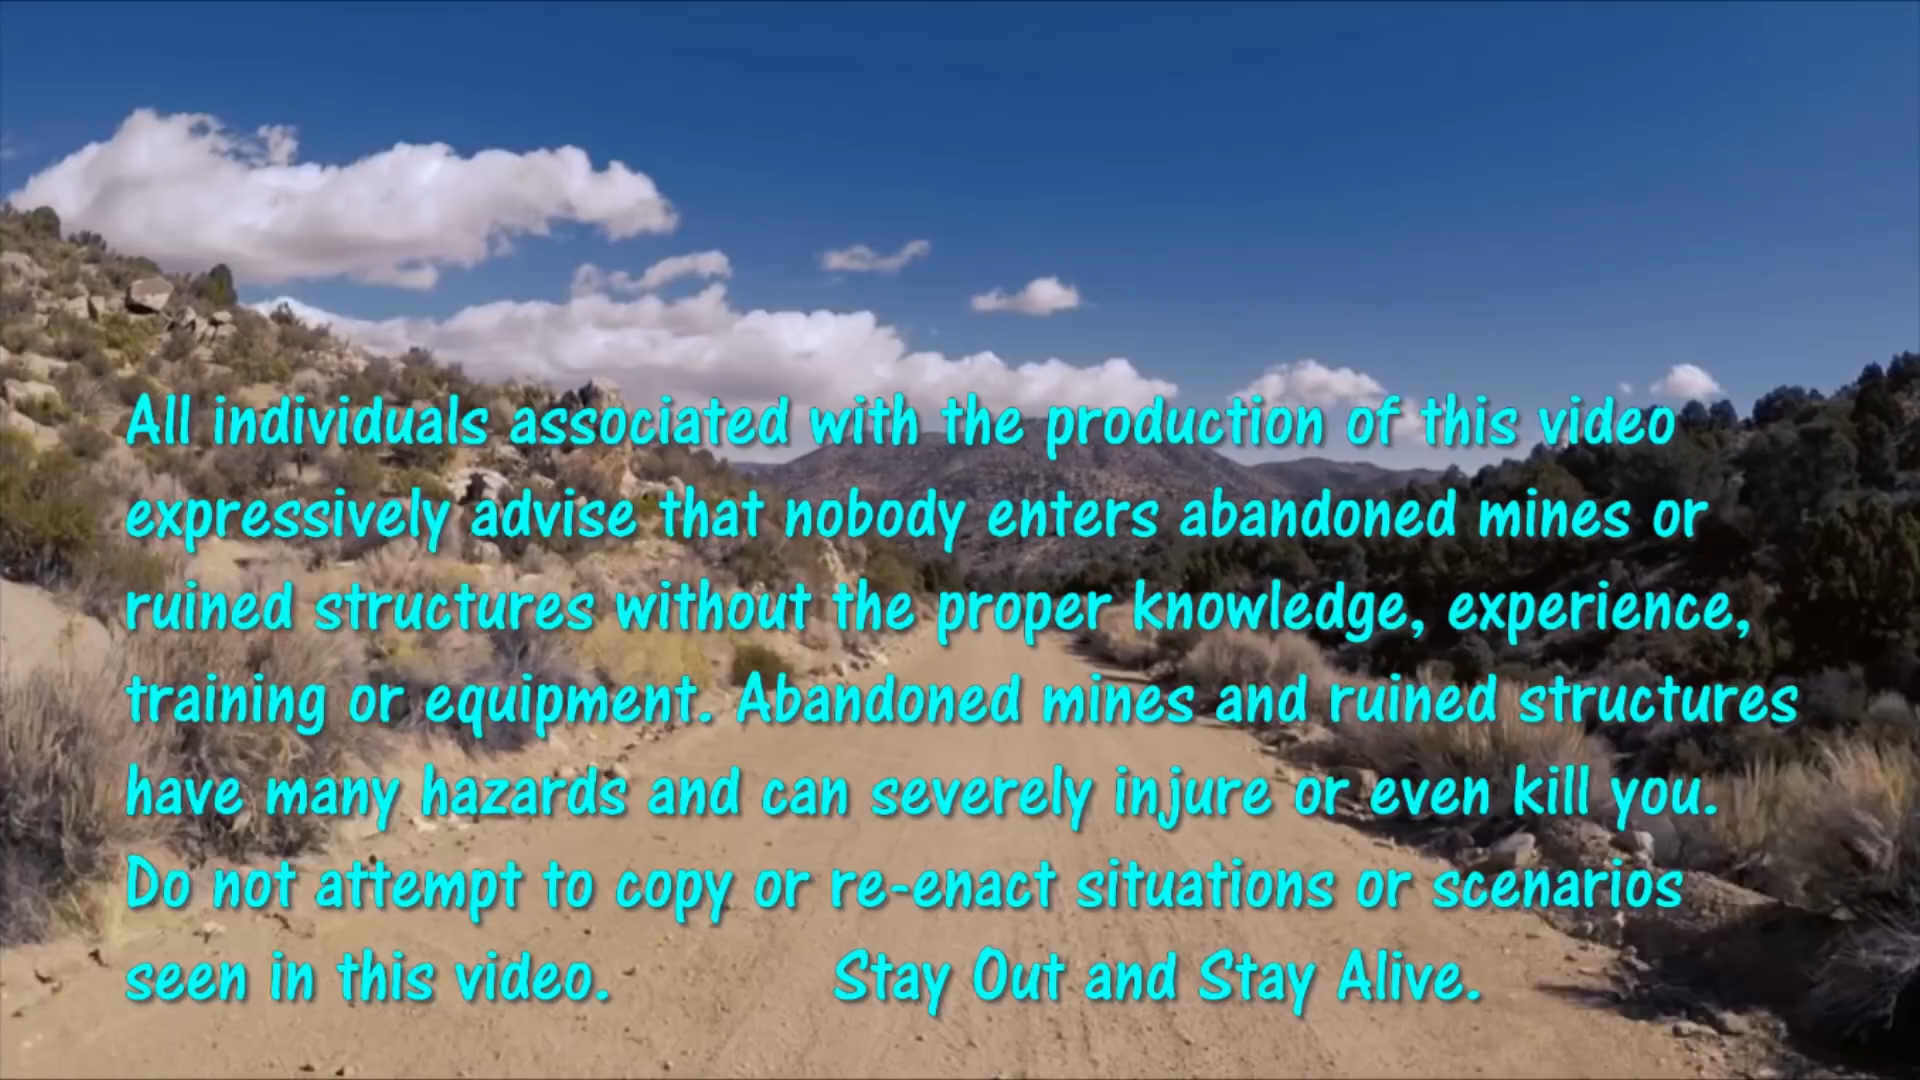 All individuals associated with the production of this video
expressively advise that nobody enters abandoned mines or
ruined structures without the proper knowledge, experience,
training or equipment. Abandoned mines and ruined structures
have many hazards and can severely injure or even kill you.
Do not attempt to copy or re-enact situations or scenarios
seen in this video. Stay Out and Stay Alive.